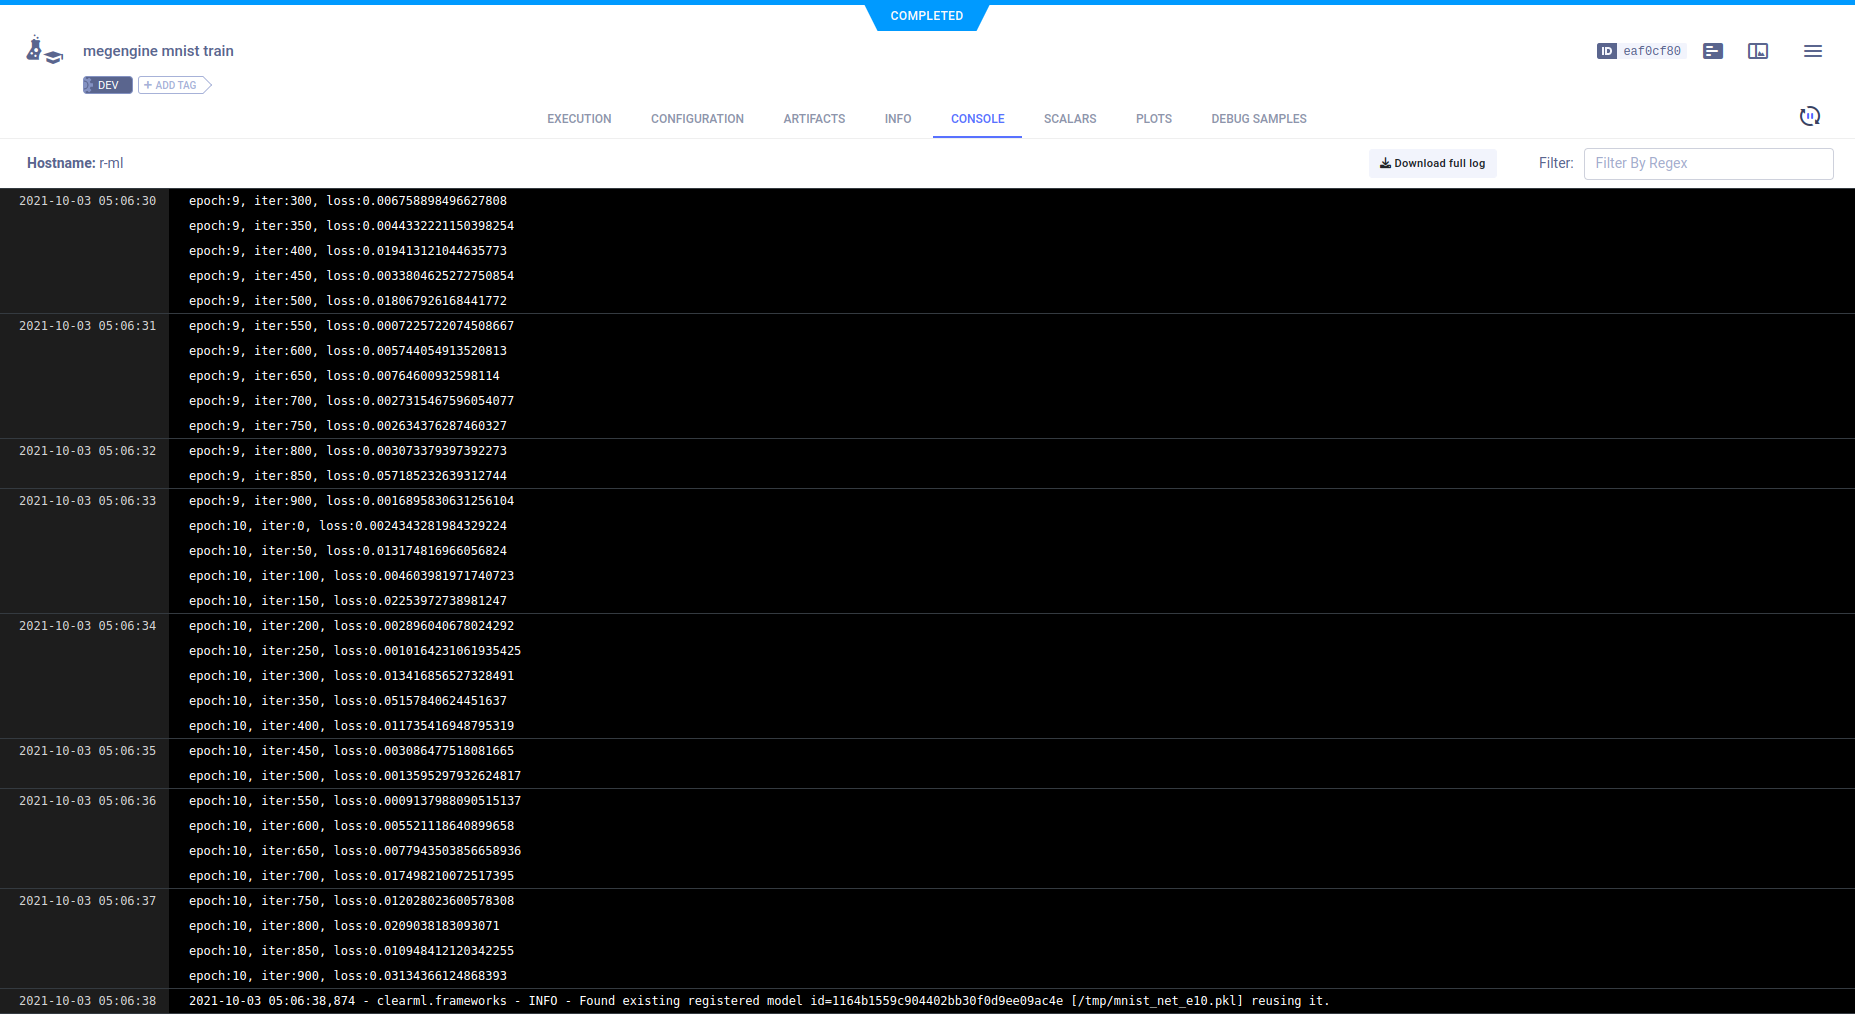 COMPLETED
megengine mnist train
ID eaf0cf80
DEV + ADD TAG
EXECUTION CONFIGURATION ARTIFACTS INFO CONSOLE SCALARS PLOTS DEBUG SAMPLES
Hostname: r-ml Download full log Filter: Filter By Regex
2021-10-03 05:06:30 epoch:9, iter:300, loss:0.006758898496627808
epoch:9, iter:350, loss:0.0044332221150398254
epoch:9, iter:400, loss:0.019413121044635773
epoch:9, iter:450, loss:0.0033804625272750854
epoch:9, iter:500, loss:0.018067926168441772
2021-10-03 05:06:31 epoch:9, iter:550, loss:0.0007225722074508667
epoch:9, iter:600, loss:0.005744054913520813
epoch:9, iter:650, loss:0.00764600932598114
epoch:9, iter:700, loss:0.0027315467596054077
epoch:9, iter:750, loss:0.002634376287460327
2021-10-03 05:06:32 epoch:9, iter:800, loss:0.003073379397392273
epoch:9, iter:850, loss:0.057185232639312744
2021-10-03 05:06:33 epoch:9, iter:900, loss:0.0016895830631256104
epoch:10, iter:0, loss:0.0024343281984329224
epoch:10, iter:50, loss:0.013174816966056824
epoch:10, iter:100, loss:0.004603981971740723
epoch:10, iter:150, loss:0.02253972738981247
2021-10-03 05:06:34 epoch:10, iter:200, loss:0.002896040678024292
epoch:10, iter:250, loss:0.0010164231061935425
epoch:10, iter:300, loss:0.013416856527328491
epoch:10, iter:350, loss:0.05157840624451637
epoch:10, iter:400, loss:0.011735416948795319
2021-10-03 05:06:35 epoch:10, iter:450, loss:0.003086477518081665
epoch:10, iter:500, loss:0.0013595297932624817
2021-10-03 05:06:36 epoch:10, iter:550, loss:0.0009137988090515137
epoch:10, iter:600, loss:0.005521118640899658
epoch:10, iter:650, loss:0.0077943503856658936
epoch:10, iter:700, loss:0.017498210072517395
2021-10-03 05:06:37 epoch:10, iter:750, loss:0.012028023600578308
epoch:10, iter:800, loss:0.0209038183093071
epoch:10, iter:850, loss:0.010948412120342255
epoch:10, iter:900, loss:0.03134366124868393
2021-10-03 05:06:38 2021-10-03 05:06:38,874 - clearml.frameworks - INFO - Found existing registered model id=1164b1559c904402bb30f0d9ee09ac4e [/tmp/mnist_net_e10.pkl] reusing it.